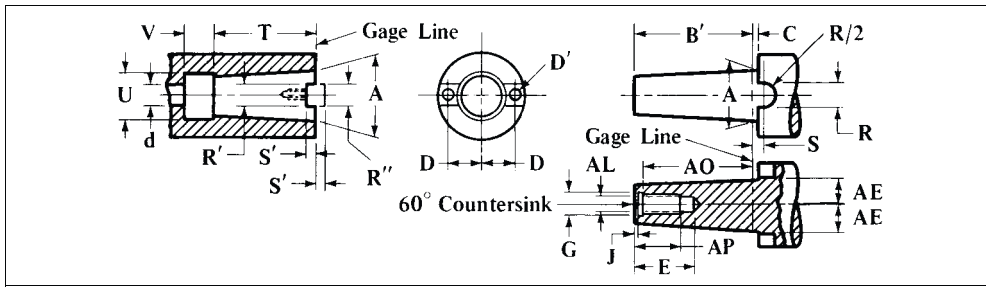 V T Gage Line
B' C R/2
D'
U A
A
d
R' S' R"
S'
D D
R
S
Gage Line
AL AO
60° Countersink
AE
AE
G
J AP
E